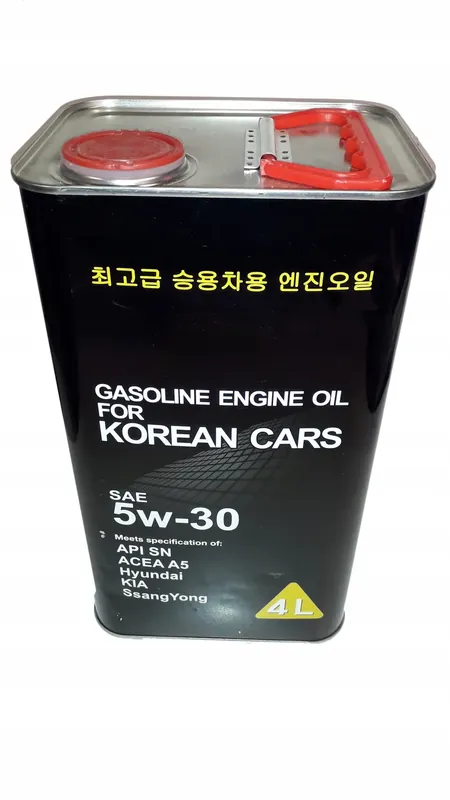 최고급 승용차용 엔진오일
GASOLINE ENGINE OIL
FOR
KOREAN CARS
SAE
5w-30
Meets specification of:
API SN
ACEA A5
Hyundai
KIA
SsangYong
4 L